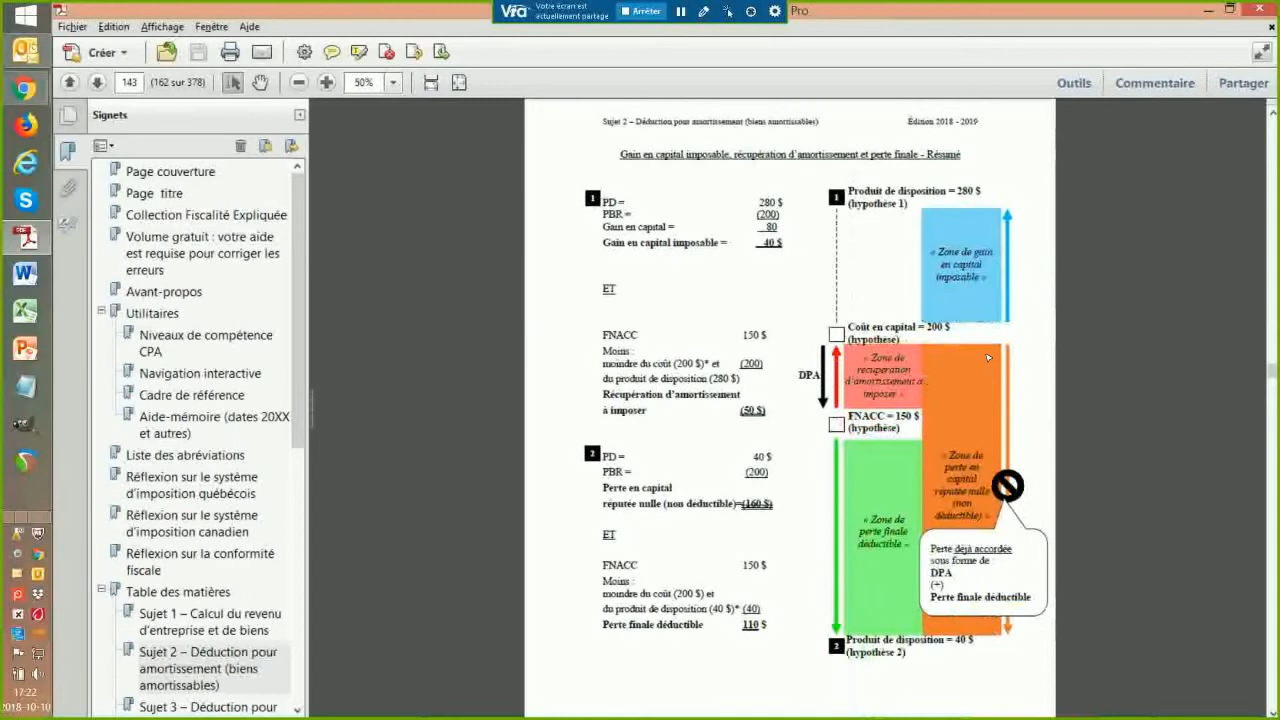 Via Votre écran est actuellement partagé Arrêter
Pro
Fichier Édition Affichage Fenêtre Aide
Créer
143 (162 sur 378) 50%
Outils Commentaire Partager
Signets
Page couverture
Page titre
Collection Fiscalité Expliquée
Volume gratuit : votre aide
est requise pour corriger les
erreurs
Avant-propos
Utilitaires
Niveaux de compétence
CPA
Navigation interactive
Cadre de référence
Aide-mémoire (dates 20XX
et autres)
Liste des abréviations
Réflexion sur le système
d'imposition québécois
Réflexion sur le système
d'imposition canadien
Réflexion sur la conformité
fiscale
Table des matières
Sujet 1 – Calcul du revenu
d'entreprise et de biens
Sujet 2 – Déduction pour
amortissement (biens
amortissables)
Sujet 3 – Déduction pour
17:22
2018-10-10
Sujet 2 – Déduction pour amortissement (biens amortissables) Édition 2018 - 2019
Gain en capital imposable, récupération d'amortissement et perte finale - Résumé
1
PD = 280 $
PBR = (200)
Gain en capital = 80
Gain en capital imposable = 40 $
ET
FNACC 150 $
Moins :
moindre du coût (200 $)* et (200)
du produit de disposition (280 $)
Récupération d'amortissement
à imposer (50 $)
2
PD = 40 $
PBR = (200)
Perte en capital
réputée nulle (non déductible)=(160 $)
ET
FNACC 150 $
Moins :
moindre du coût (200 $) et
du produit de disposition (40 $)* (40)
Perte finale déductible 110 $
1 Produit de disposition = 280 $
(hypothèse 1)
« Zone de gain
en capital
imposable »
Coût en capital = 200 $
(hypothèse)
DPA
« Zone de
récupération
d'amortissement à
imposer »
FNACC = 150 $
(hypothèse)
« Zone de
perte en
capital
réputée nulle
(non
déductible) »
« Zone de
perte finale
déductible »
Perte déjà accordée
sous forme de
DPA
(+)
Perte finale déductible
2 Produit de disposition = 40 $
(hypothèse 2)